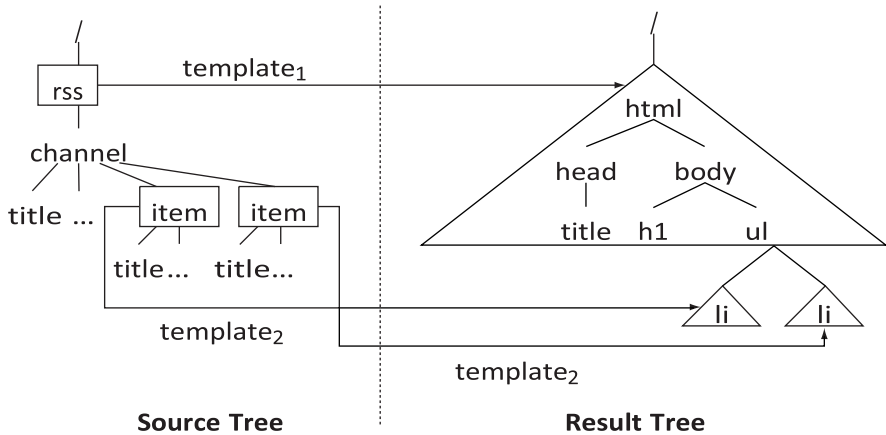 / /
rss template₁
html
channel head body
title ... item item
title h1 ul
title... title...
li li
template₂
template₂
Source Tree Result Tree